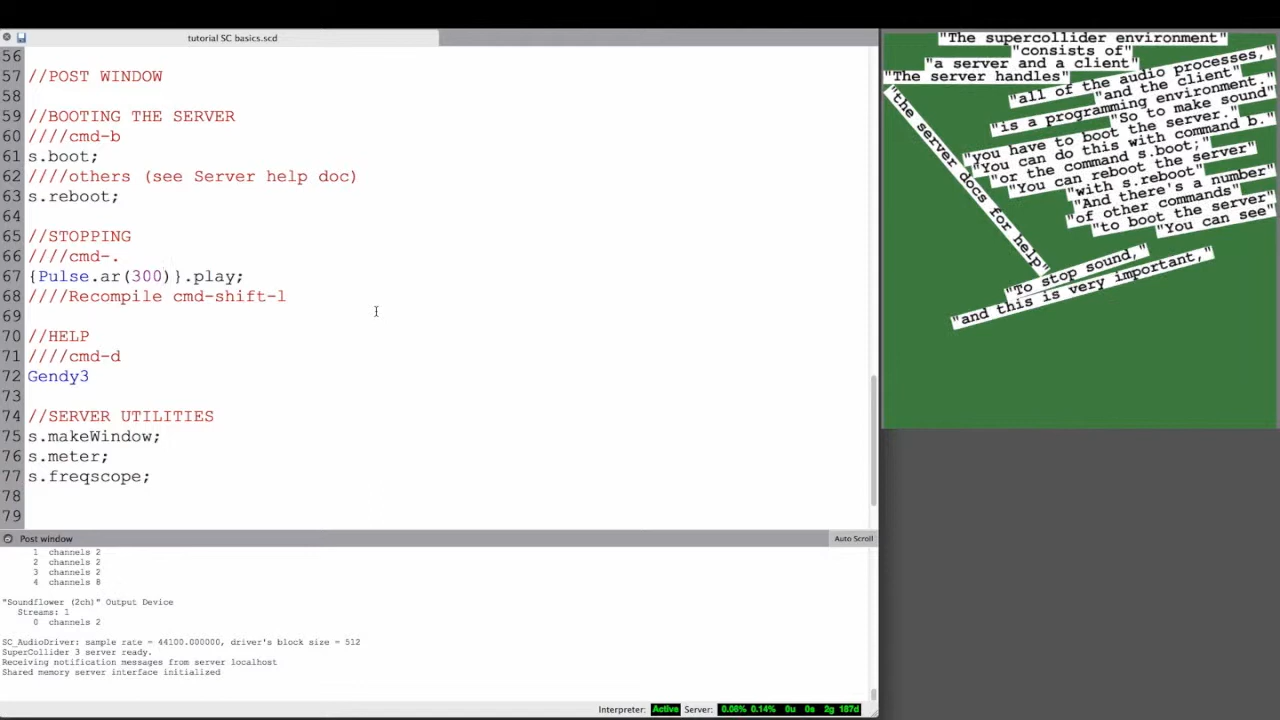 tutorial SC basics.scd
56
57 //POST WINDOW
58
59 //BOOTING THE SERVER
60 ////cmd-b
61 s.boot;
62 ////others (see Server help doc)
63 s.reboot;
64
65 //STOPPING
66 ////cmd-.
67 {Pulse.ar(300)}.play;
68 ////Recompile cmd-shift-l
69
70 //HELP
71 ////cmd-d
72 Gendy3
73
74 //SERVER UTILITIES
75 s.makeWindow;
76 s.meter;
77 s.freqscope;
78
79
Post window
Auto Scroll
1 channels 2
2 channels 2
3 channels 2
4 channels 8
"Soundflower (2ch)" Output Device
Streams: 1
0 channels 2
SC_AudioDriver: sample rate = 44100.000000, driver's block size = 512
SuperCollider 3 server ready.
Receiving notification messages from server localhost
Shared memory server interface initialized
Interpreter: Active Server: 0.06% 0.14% 0u 0s 2g 187d
"The supercollider environment"
"consists of"
"a server and a client"
"The server handles"
"all of the audio processes,"
"and the client"
"is a programming environment."
"So to make sound"
"you have to boot the server."
"You can do this with command b."
"or the command s.boot;"
"You can reboot the server"
"with s.reboot"
"And there's a number"
"of other commands"
"to boot the server"
"You can see"
"the server docs for help"
"To stop sound,"
"and this is very important,"